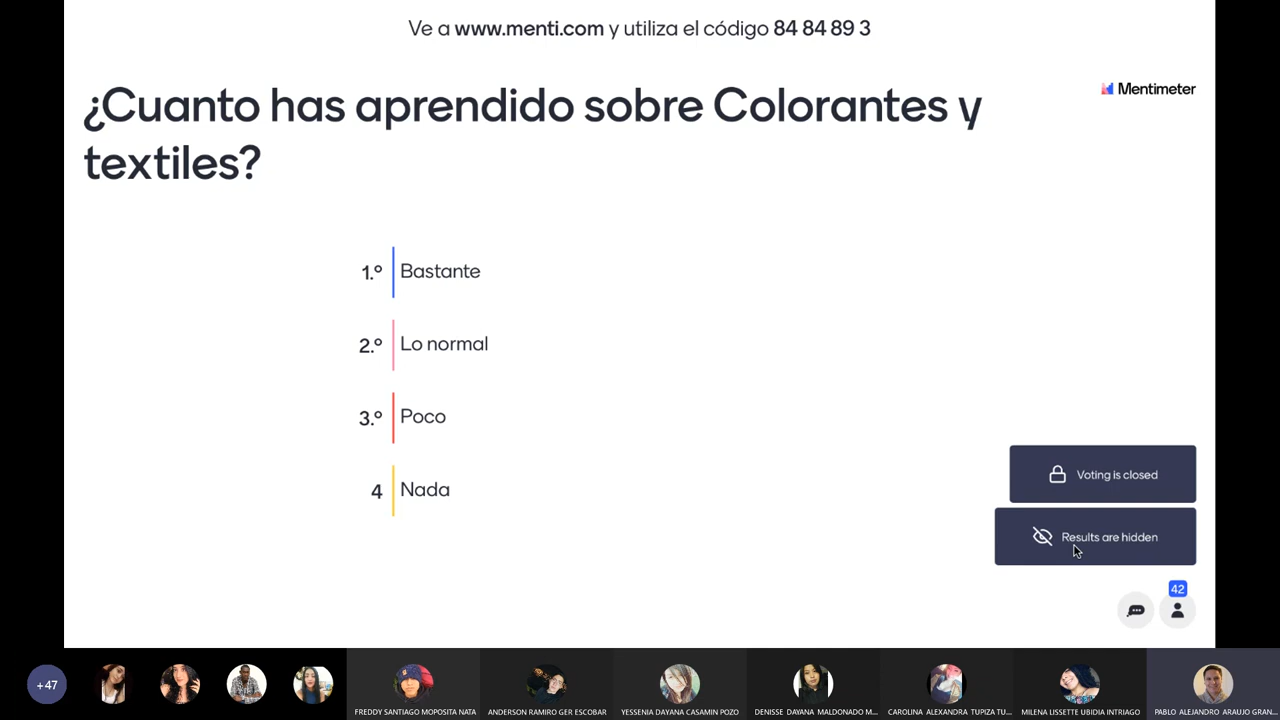 Ve a www.menti.com y utiliza el código 84 84 89 3
Mentimeter
¿Cuanto has aprendido sobre Colorantes y
textiles?
1.º Bastante
2.º Lo normal
3.º Poco
4 Nada
Voting is closed
Results are hidden
42
+47
FREDDY SANTIAGO MOPOSITA NATA
ANDERSON RAMIRO GER ESCOBAR
YESSENIA DAYANA CASAMIN POZO
DENISSE DAYANA MALDONADO M...
CAROLINA ALEXANDRA TUPIZA TU...
MILENA LISSETTE UBIDIA INTRIAGO
PABLO ALEJANDRO ARAUJO GRAN...